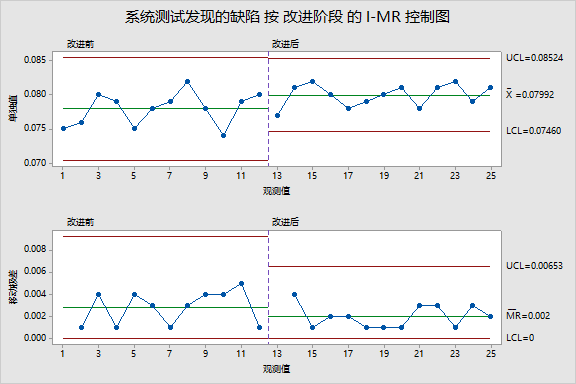 系统测试发现的缺陷 按 改进阶段 的 I-MR 控制图
改进前 改进后
0.085
0.080
0.075
0.070
单独值
UCL=0.08524
X̄=0.07992
LCL=0.07460
1 3 5 7 9 11 13 15 17 19 21 23 25
观测值
改进前 改进后
0.008
0.006
0.004
0.002
0.000
移动极差
UCL=0.00653
M̅R̅=0.002
LCL=0
1 3 5 7 9 11 13 15 17 19 21 23 25
观测值